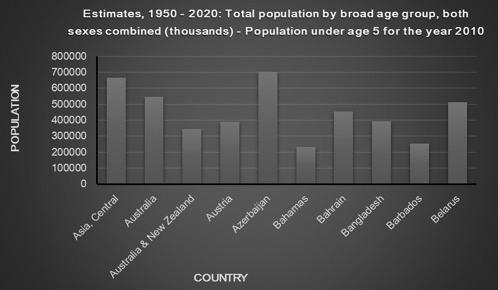 Estimates, 1950 - 2020: Total population by broad age group, both
sexes combined (thousands) - Population under age 5 for the year 2010
POPULATION
800000
700000
600000
500000
400000
300000
200000
100000
0
Asia, Central
Australia
Australia & New Zealand
Austria
Azerbaijan
Bahamas
Bahrain
Bangladesh
Barbados
Belarus
COUNTRY